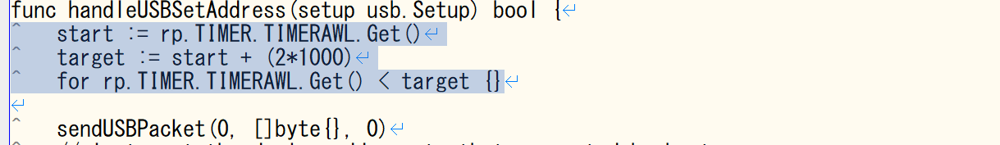 func handleUSBSetAddress(setup usb.Setup) bool {↵
^   start := rp.TIMER.TIMERAWL.Get()↵
^   target := start + (2*1000)↵
^   for rp.TIMER.TIMERAWL.Get() < target {}↵
↵
^   sendUSBPacket(0, []byte{}, 0)↵